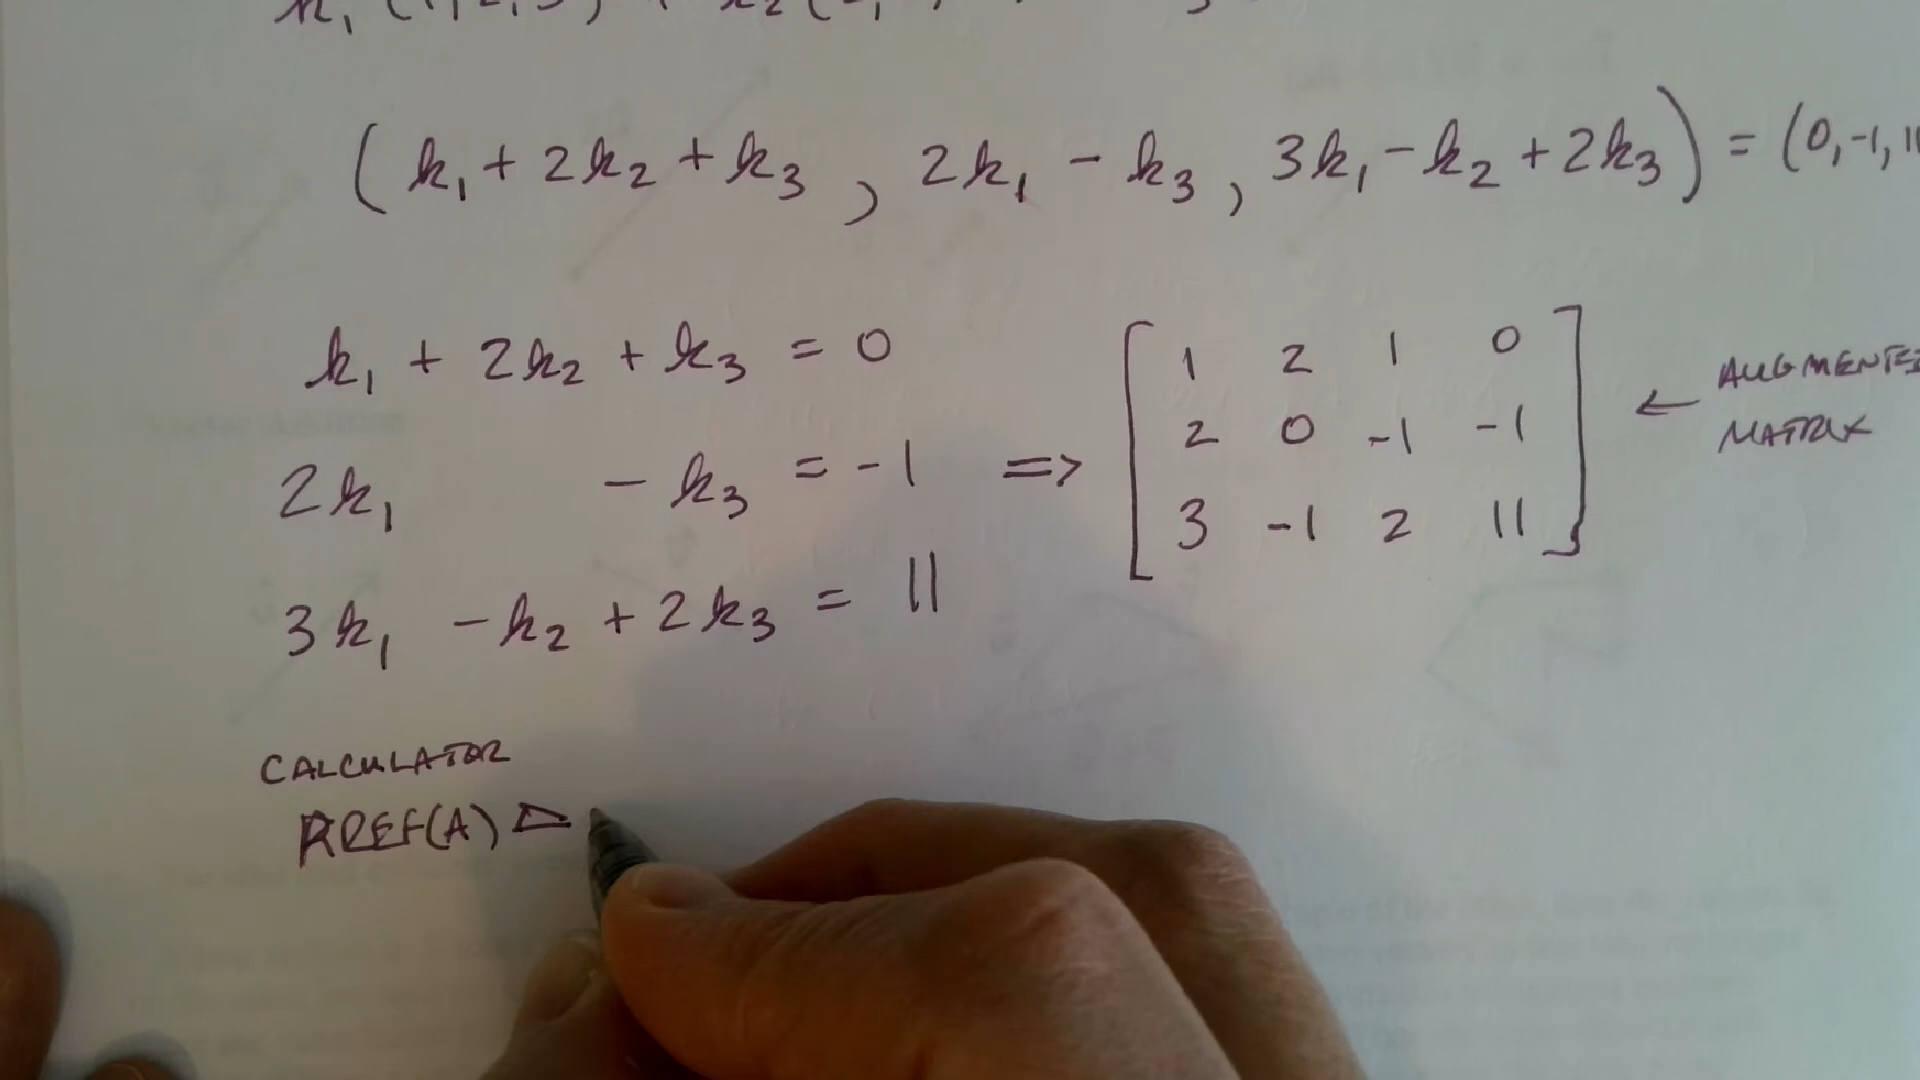 (k₁ + 2k₂ + k₃ , 2k₁ - k₃ , 3k₁ - k₂ + 2k₃) = (0, -1, 11
k₁ + 2k₂ + k₃ = 0
2k₁ - k₃ = -1 =>
3k₁ - k₂ + 2k₃ = 11
1 2 1 0
2 0 -1 -1
3 -1 2 11
← AUGMENTE
MATRIX
CALCULATOR
RREF(A)